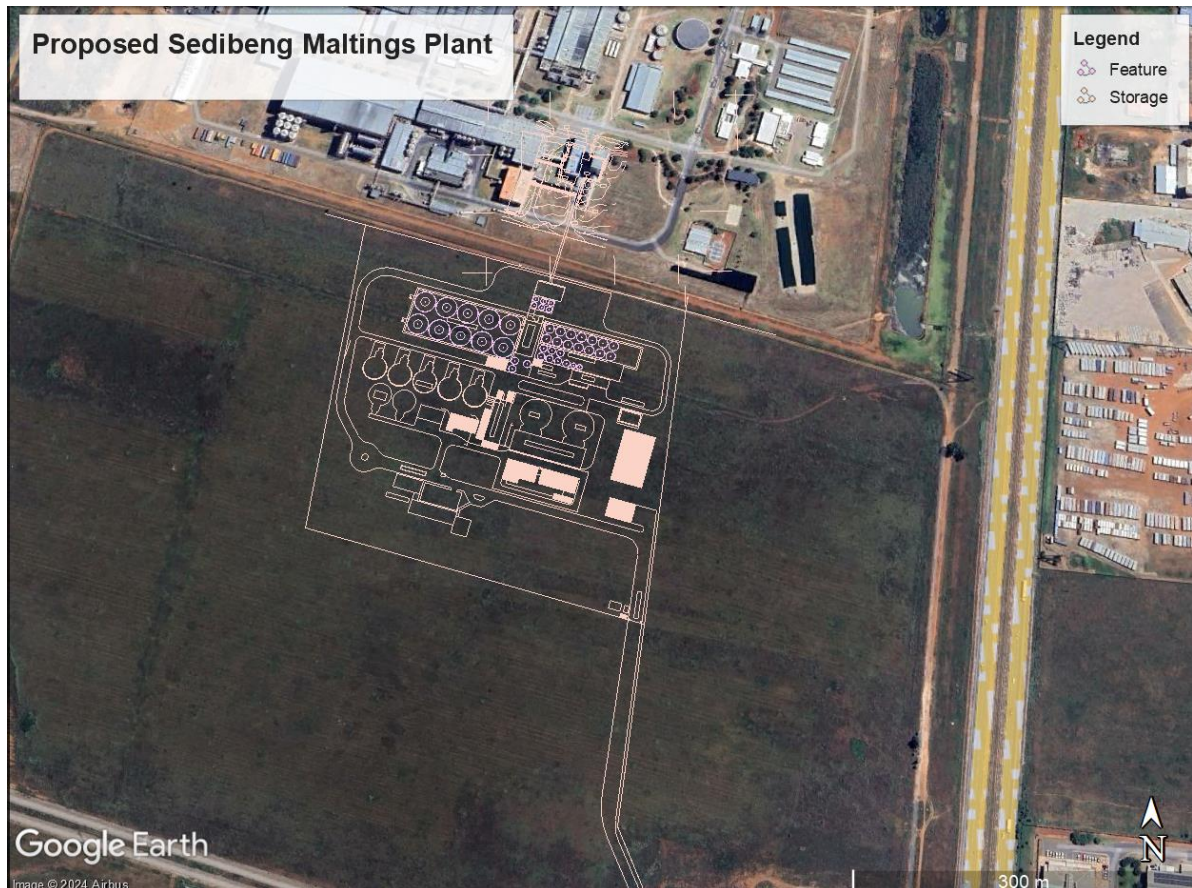 Proposed Sedibeng Maltings Plant
Legend
Feature
Storage
Google Earth
Image © 2024 Airbus
300 m
N